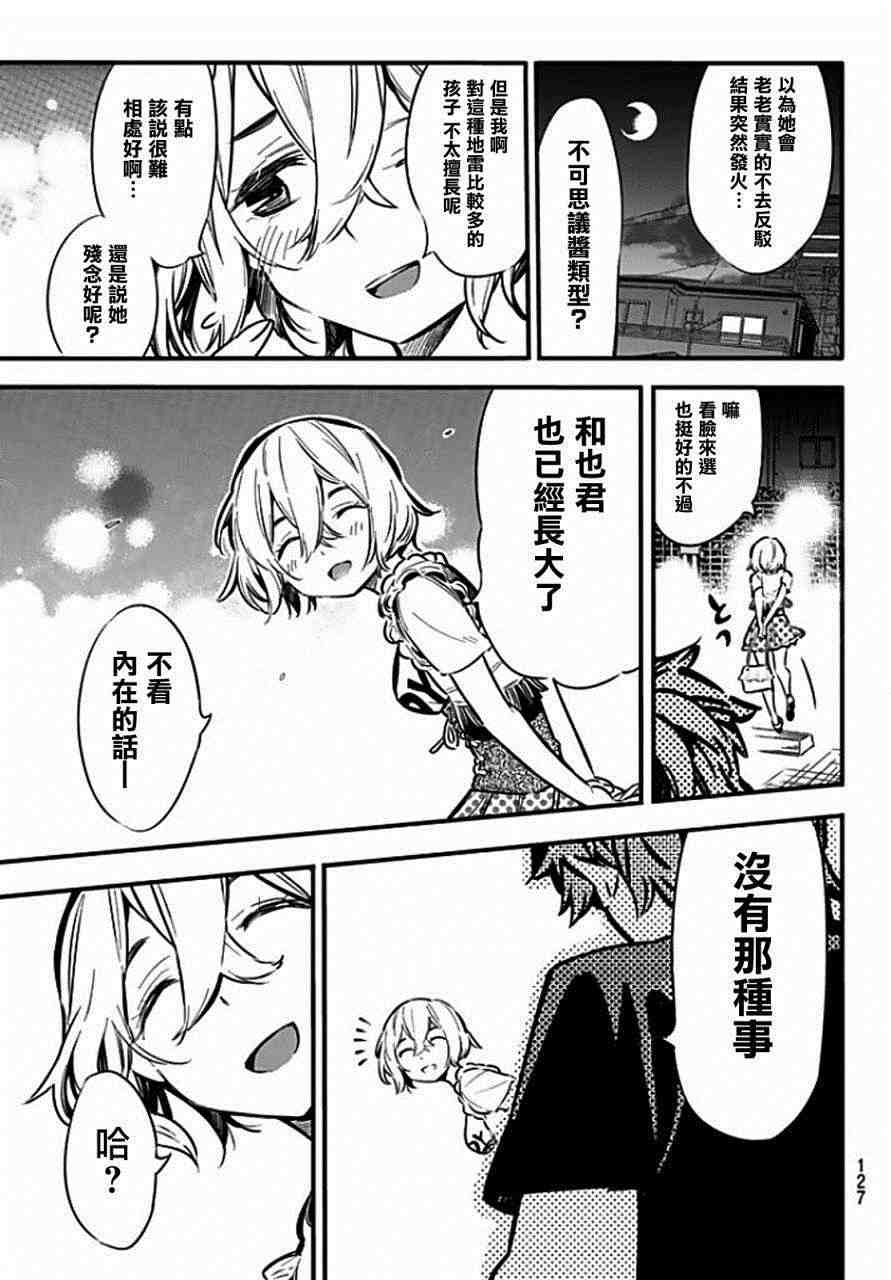 以為她會
老老實實的不去反駁
結果突然發火…
不可思議醬類型？
但是我啊
對這種地雷比較多的
孩子 不太擅長呢
有點
該說很難
相處好啊…
還是說她
殘念好呢？
嘛
看臉來選
也挺好的不過
とっ
和也君
也已經長大了
不看
內在的話ー
沒有那種事
哈？
127